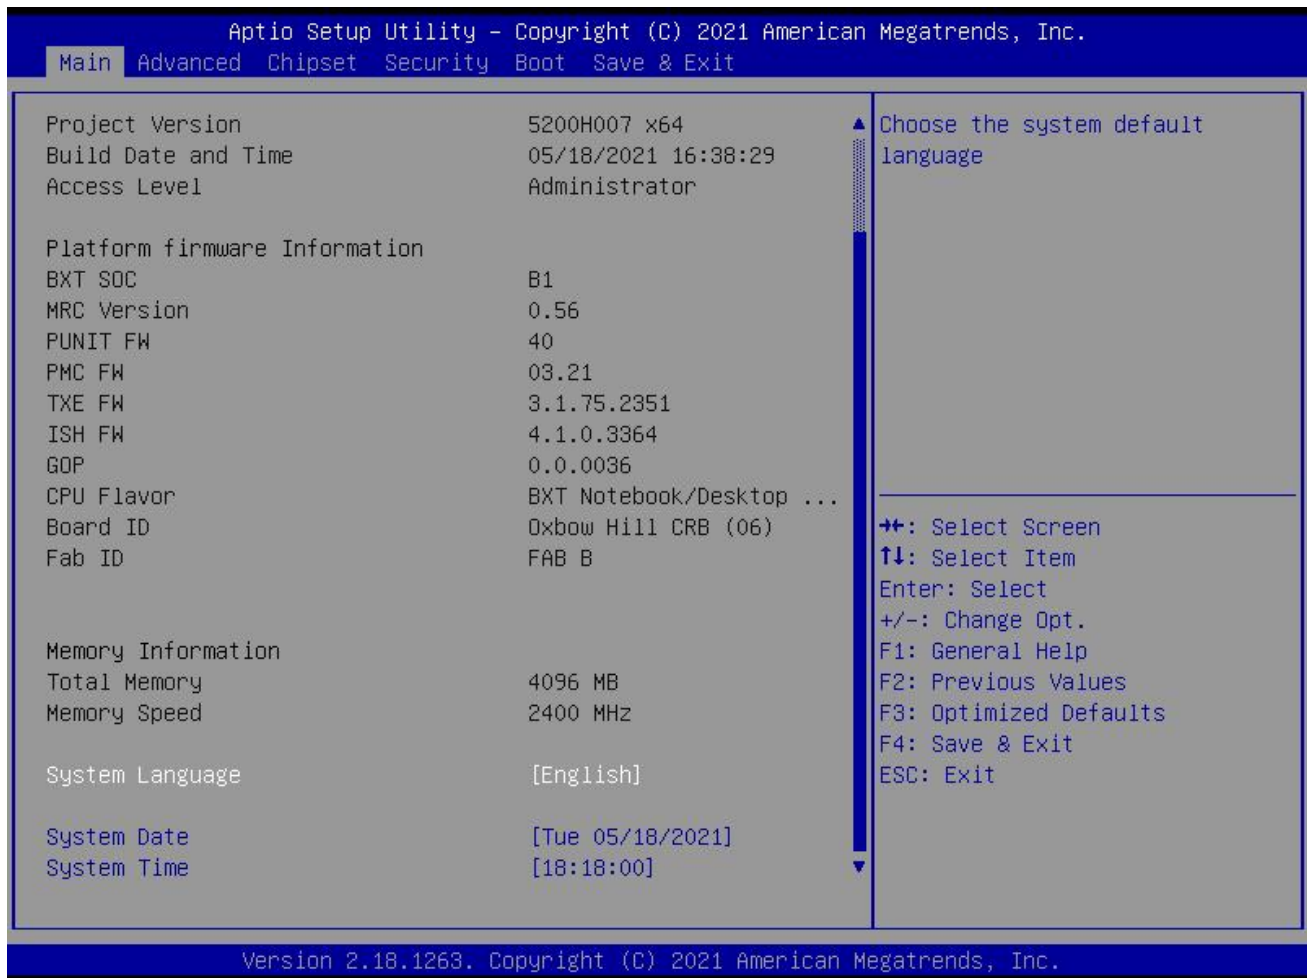 Aptio Setup Utility – Copyright (C) 2021 American Megatrends, Inc.
Main Advanced Chipset Security Boot Save & Exit
Project Version 5200H007 x64
Build Date and Time 05/18/2021 16:38:29
Access Level Administrator
Platform firmware Information
BXT SOC B1
MRC Version 0.56
PUNIT FW 40
PMC FW 03.21
TXE FW 3.1.75.2351
ISH FW 4.1.0.3364
GOP 0.0.0036
CPU Flavor BXT Notebook/Desktop ...
Board ID Oxbow Hill CRB (06)
Fab ID FAB B
Memory Information
Total Memory 4096 MB
Memory Speed 2400 MHz
System Language [English]
System Date [Tue 05/18/2021]
System Time [18:18:00]
Choose the system default
language
→←: Select Screen
↑↓: Select Item
Enter: Select
+/-: Change Opt.
F1: General Help
F2: Previous Values
F3: Optimized Defaults
F4: Save & Exit
ESC: Exit
Version 2.18.1263. Copyright (C) 2021 American Megatrends, Inc.